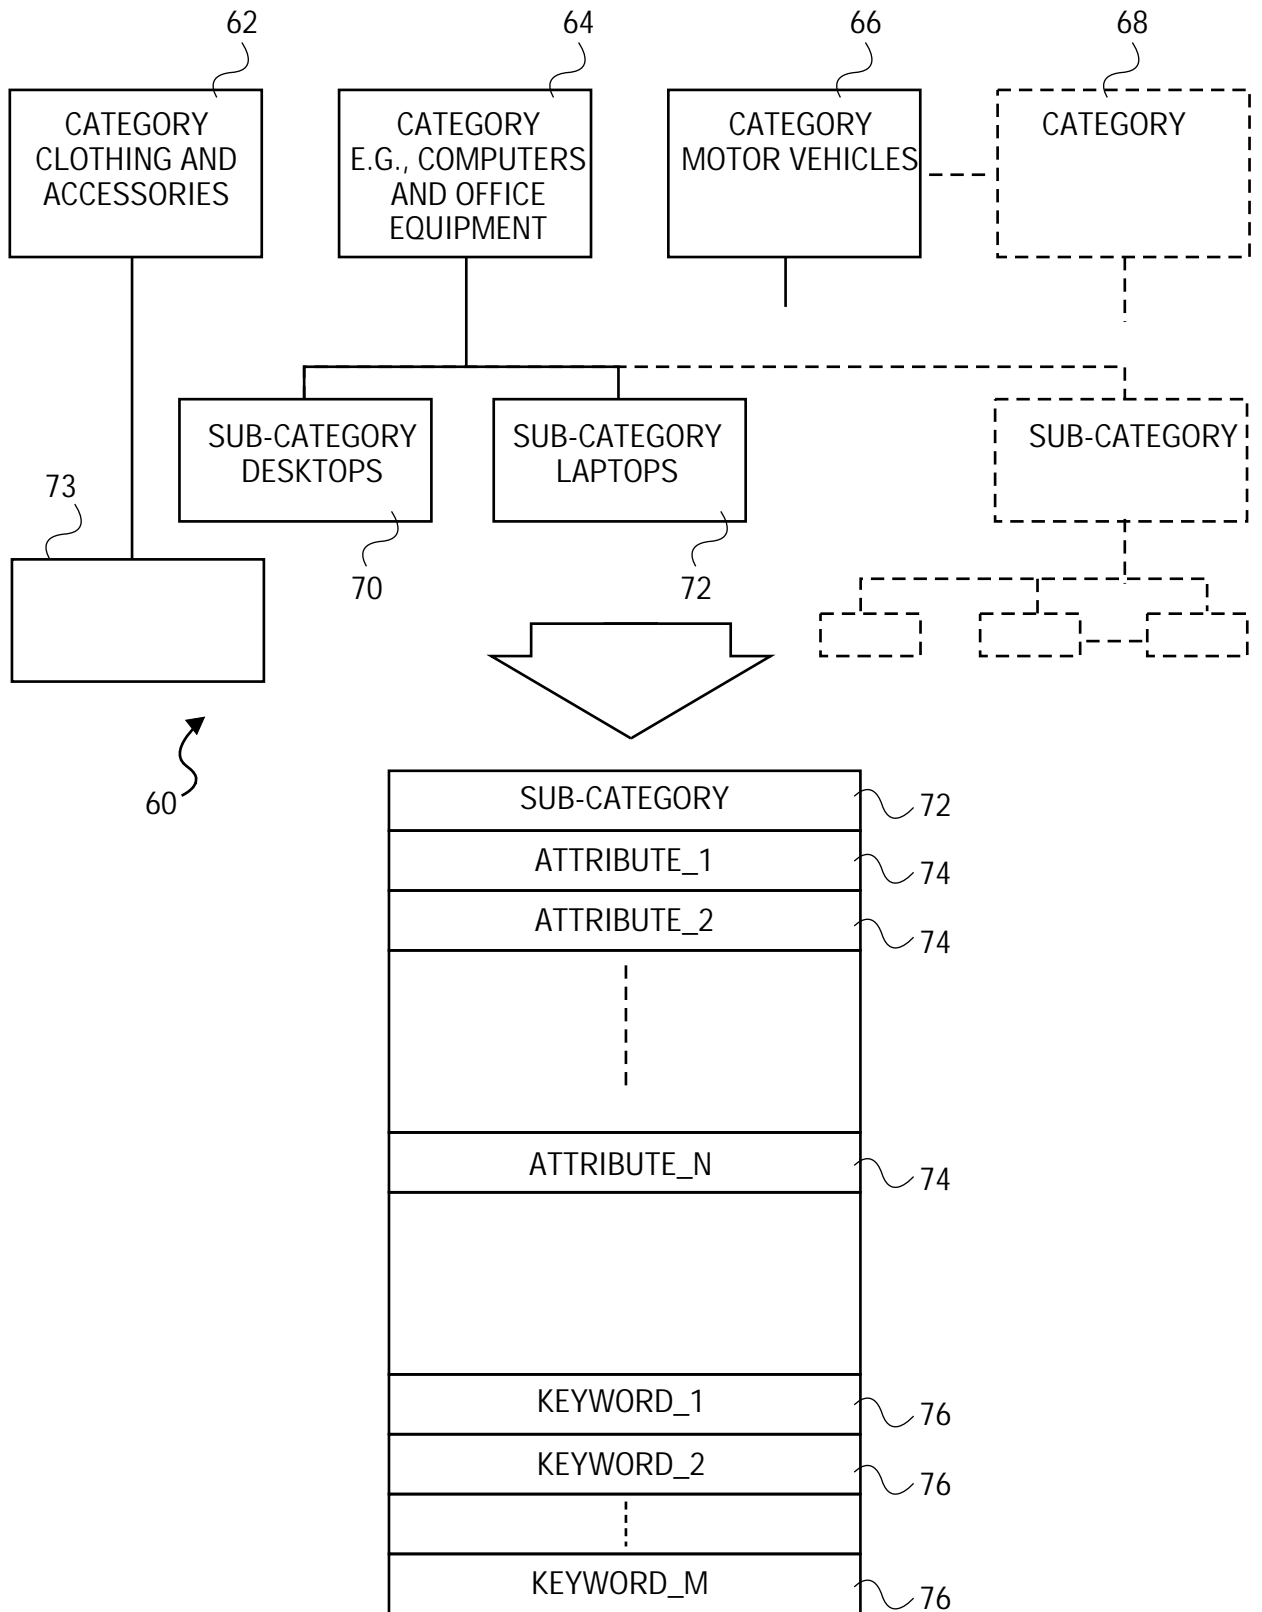 62
64
66
68
CATEGORY
CLOTHING AND
ACCESSORIES
CATEGORY
E.G., COMPUTERS
AND OFFICE
EQUIPMENT
CATEGORY
MOTOR VEHICLES
CATEGORY
SUB-CATEGORY
DESKTOPS
SUB-CATEGORY
LAPTOPS
SUB-CATEGORY
73
70
72
60
SUB-CATEGORY
72
ATTRIBUTE_1
74
ATTRIBUTE_2
74
ATTRIBUTE_N
74
KEYWORD_1
76
KEYWORD_2
76
KEYWORD_M
76